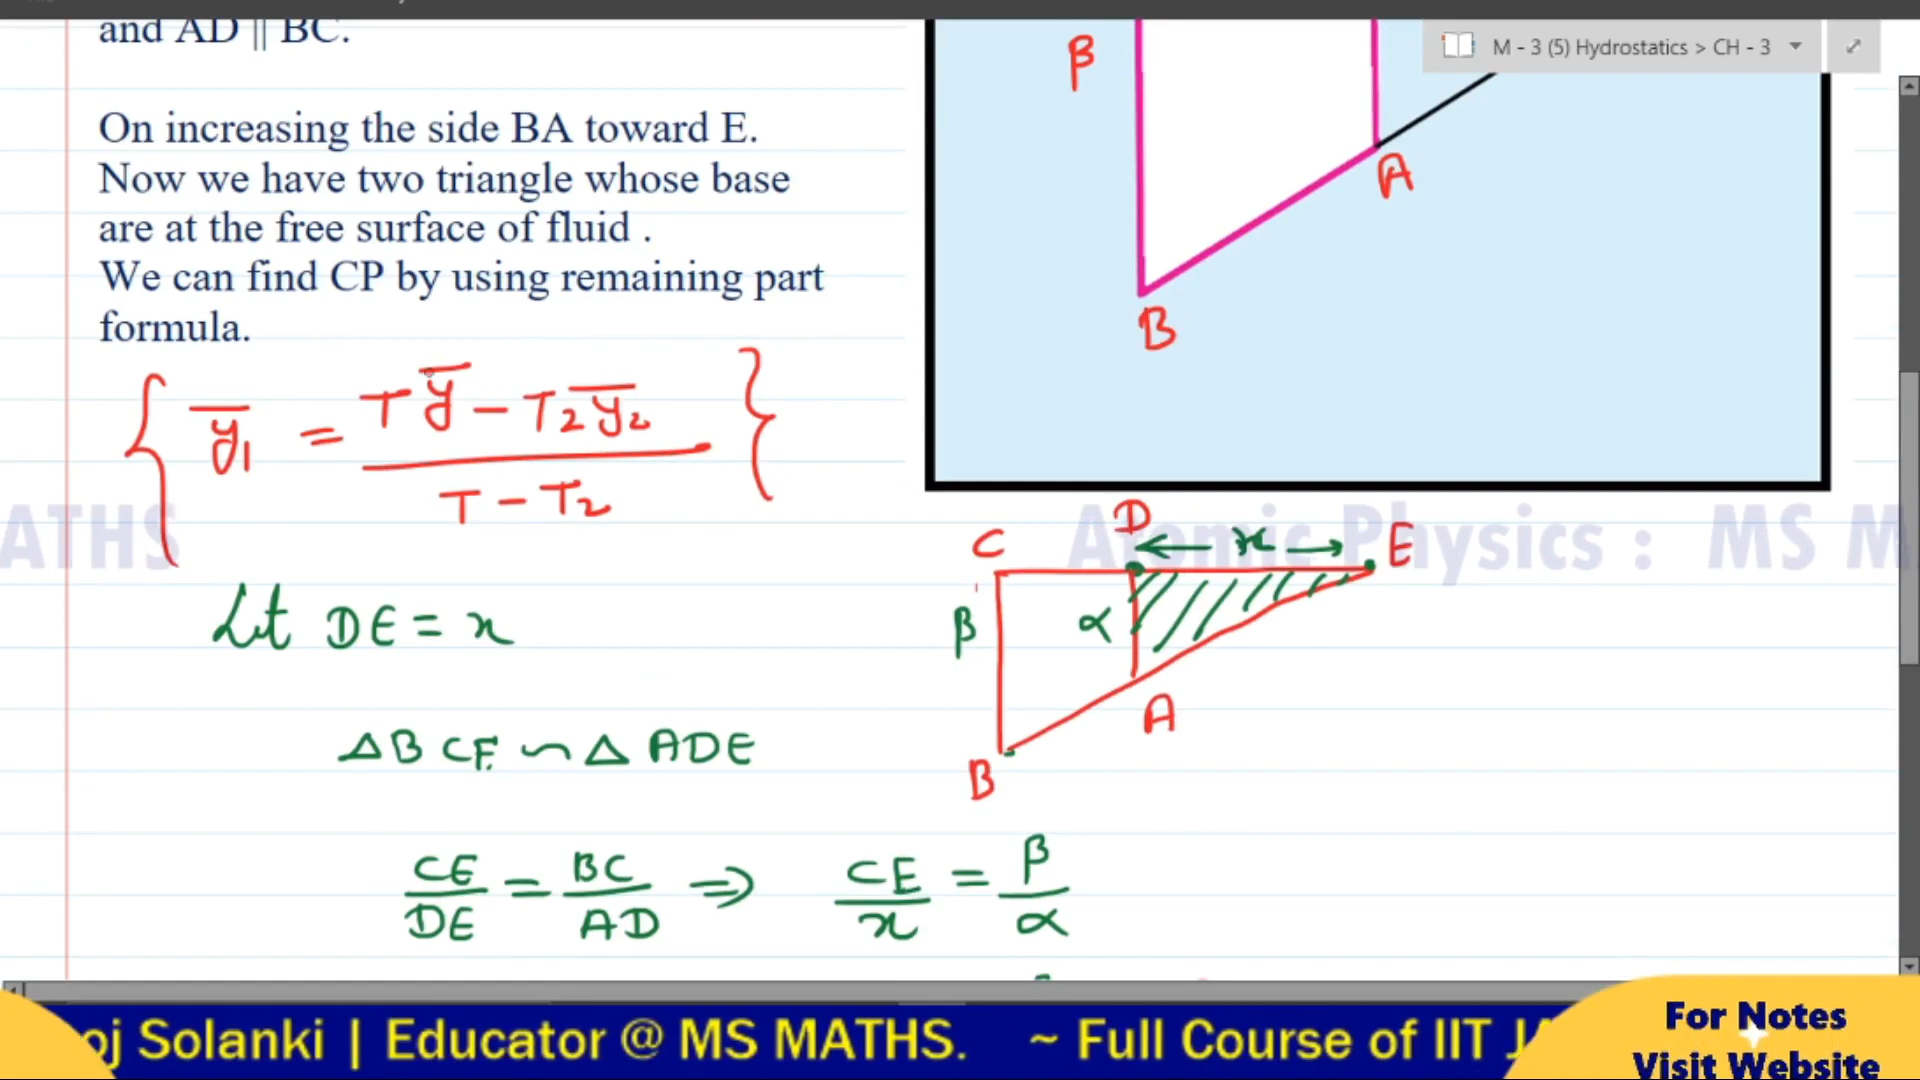 and AD || BC.
M - 3 (5) Hydrostatics > CH - 3
β
A
B
On increasing the side BA toward E.
Now we have two triangle whose base
are at the free surface of fluid .
We can find CP by using remaining part
formula.
{ ȳ₁ = (Tȳ - T₂ȳ₂) / (T - T₂) }
ATHS
Atomic Physics : MS M
C D x E
β α
A
B
Let DE = x
△BCE ~ △ADE
CE/DE = BC/AD ⇒ CE/x = β/α
oj Solanki | Educator @ MS MATHS. ~ Full Course of IIT J
For Notes
Visit Website